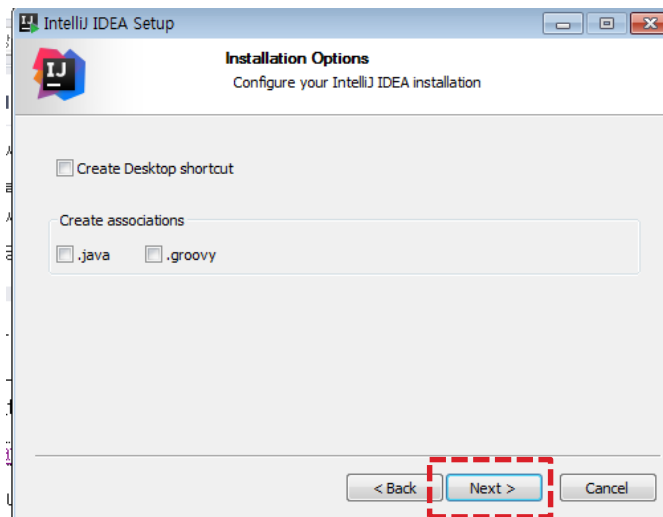 IntelliJ IDEA Setup
IJ
Installation Options
Configure your IntelliJ IDEA installation
Create Desktop shortcut
Create associations
.java .groovy
< Back Next > Cancel